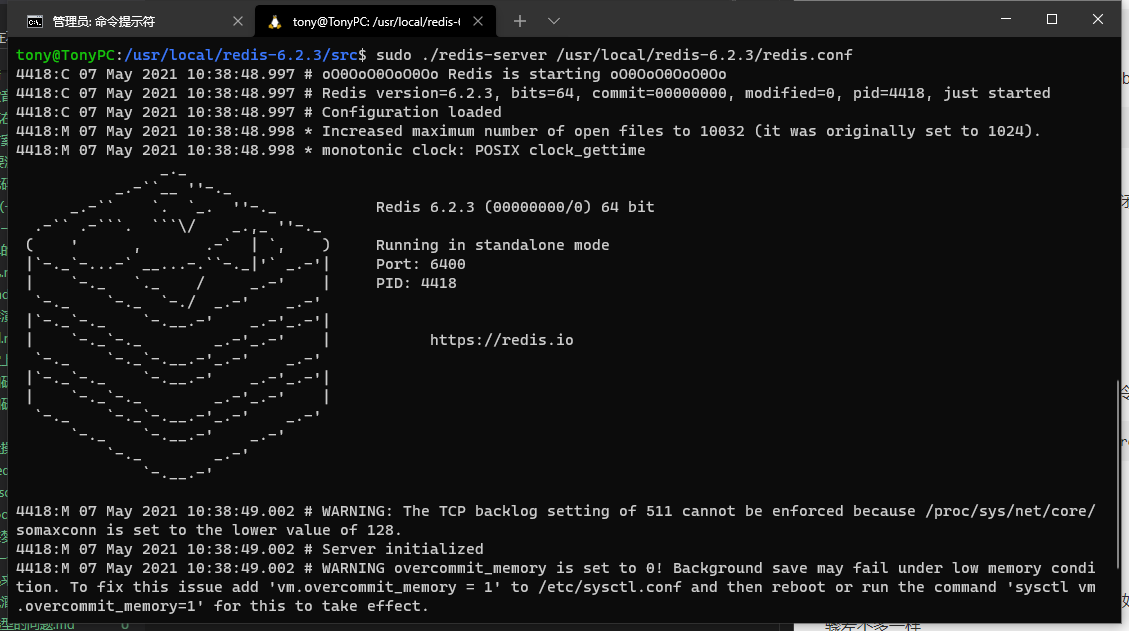 管理员: 命令提示符
tony@TonyPC: /usr/local/redis-
tony@TonyPC:/usr/local/redis-6.2.3/src$ sudo ./redis-server /usr/local/redis-6.2.3/redis.conf
4418:C 07 May 2021 10:38:48.997 # oO0OoO0OoO0Oo Redis is starting oO0OoO0OoO0Oo
4418:C 07 May 2021 10:38:48.997 # Redis version=6.2.3, bits=64, commit=00000000, modified=0, pid=4418, just started
4418:C 07 May 2021 10:38:48.997 # Configuration loaded
4418:M 07 May 2021 10:38:48.998 * Increased maximum number of open files to 10032 (it was originally set to 1024).
4418:M 07 May 2021 10:38:48.998 * monotonic clock: POSIX clock_gettime
Redis 6.2.3 (00000000/0) 64 bit
Running in standalone mode
Port: 6400
PID: 4418
https://redis.io
4418:M 07 May 2021 10:38:49.002 # WARNING: The TCP backlog setting of 511 cannot be enforced because /proc/sys/net/core/
somaxconn is set to the lower value of 128.
4418:M 07 May 2021 10:38:49.002 # Server initialized
4418:M 07 May 2021 10:38:49.002 # WARNING overcommit_memory is set to 0! Background save may fail under low memory condi
tion. To fix this issue add 'vm.overcommit_memory = 1' to /etc/sysctl.conf and then reboot or run the command 'sysctl vm
.overcommit_memory=1' for this to take effect.